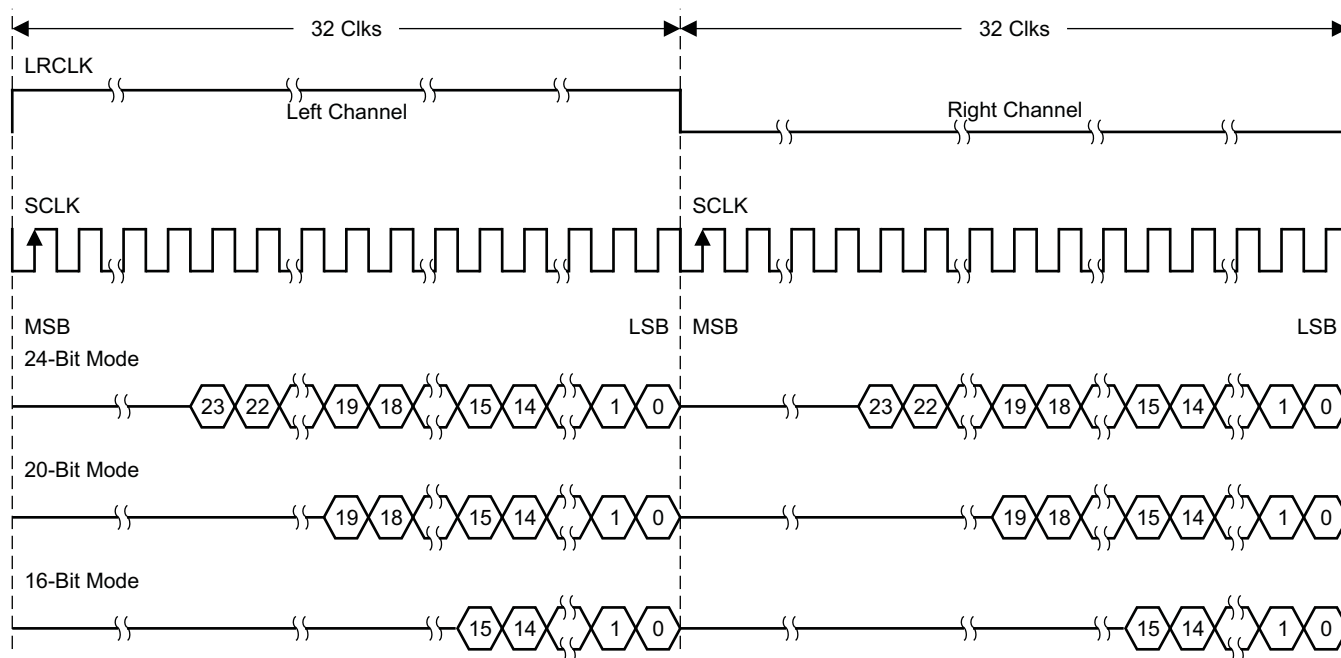 32 Clks 32 Clks
LRCLK
Left Channel Right Channel
SCLK SCLK
MSB LSB MSB LSB
24-Bit Mode
23 22 19 18 15 14 1 0 23 22 19 18 15 14 1 0
20-Bit Mode
19 18 15 14 1 0 19 18 15 14 1 0
16-Bit Mode
15 14 1 0 15 14 1 0